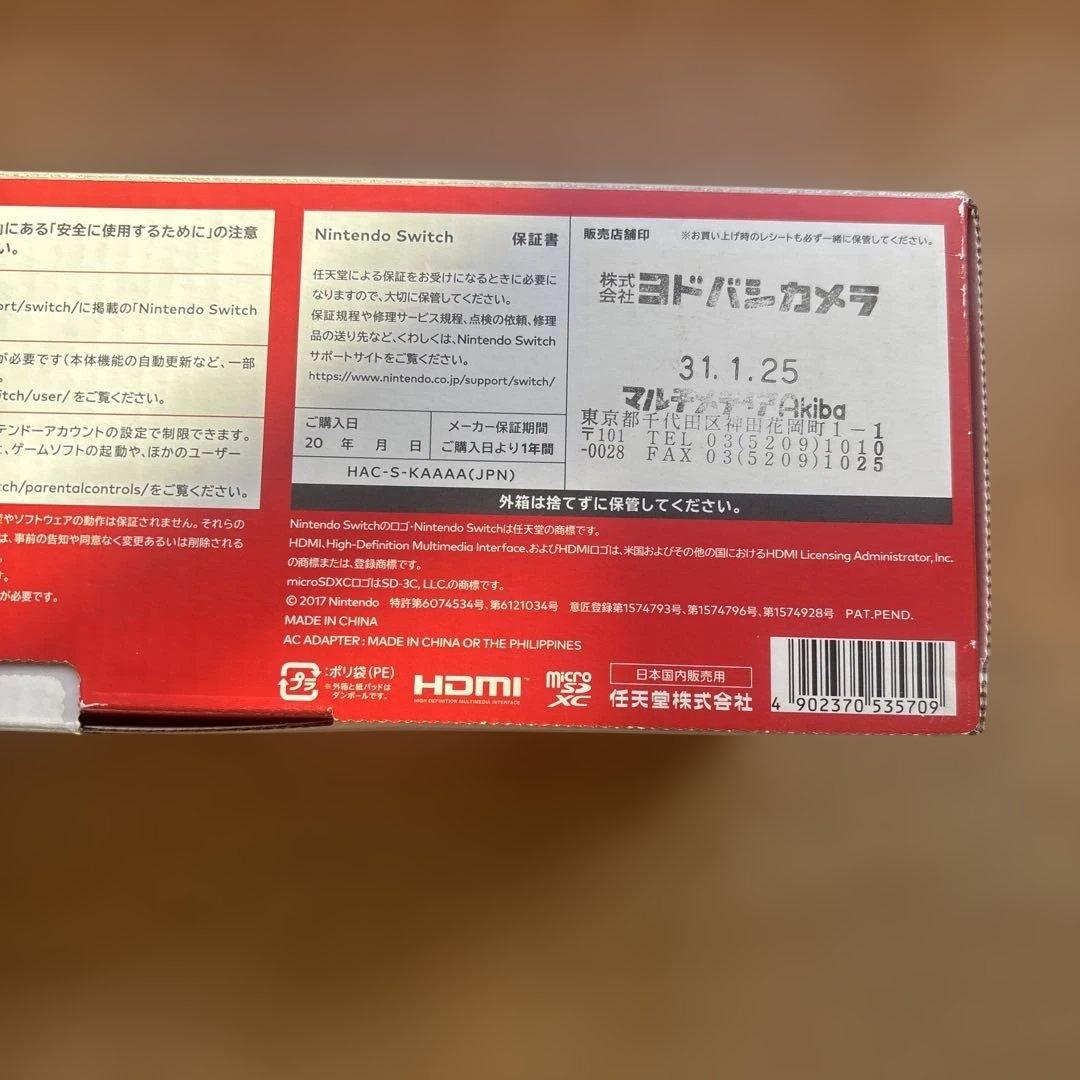 にある「安全に使用するために」の注意
い。
ort/switch/に掲載の「Nintendo Switch
が必要です(本体機能の自動更新など、一部
。
itch/user/ をご覧ください。
テンドーアカウントの設定で制限できます。
と、ゲームソフトの起動や、ほかのユーザー
tch/parentalcontrols/をご覧ください。
やソフトウェアの動作は保証されません。それらの
は、事前の告知や同意なく変更あるいは削除される
す。
が必要です。
Nintendo Switch 保証書
任天堂による保証をお受けになるときに必要に
なりますので、大切に保管してください。
保証規程や修理サービス規程、点検の依頼、修理
品の送り先など、くわしくは、Nintendo Switch
サポートサイトをご覧ください。
https://www.nintendo.co.jp/support/switch/
ご購入日
20 年 月 日
メーカー保証期間
ご購入日より1年間
HAC-S-KAAAA(JPN)
販売店舗印 ※お買い上げ時のレシートも必ず一緒に保管してください。
株式会社ヨドバシカメラ
31.1.25
マルチメディアAkiba
東京都千代田区神田花岡町1-1
〒101 TEL 03(5209)1010
-0028 FAX 03(5209)1025
外箱は捨てずに保管してください。
Nintendo Switchのロゴ・Nintendo Switchは任天堂の商標です。
HDMI、High-Definition Multimedia Interface、およびHDMIロゴは、米国およびその他の国におけるHDMI Licensing Administrator, Inc.
の商標または、登録商標です。
microSDXCロゴはSD-3C, LLC.の商標です。
© 2017 Nintendo 特許第6074534号、第6121034号 意匠登録第1574793号、第1574796号、第1574928号 PAT.PEND.
MADE IN CHINA
AC ADAPTER : MADE IN CHINA OR THE PHILIPPINES
プラ
:ポリ袋(PE)
※外箱と紙パッドは
ダンボールです。
HDMI™
HIGH DEFINITION MULTIMEDIA INTERFACE
micro
SD
XC
日本国内販売用
任天堂株式会社
4 902370 535709